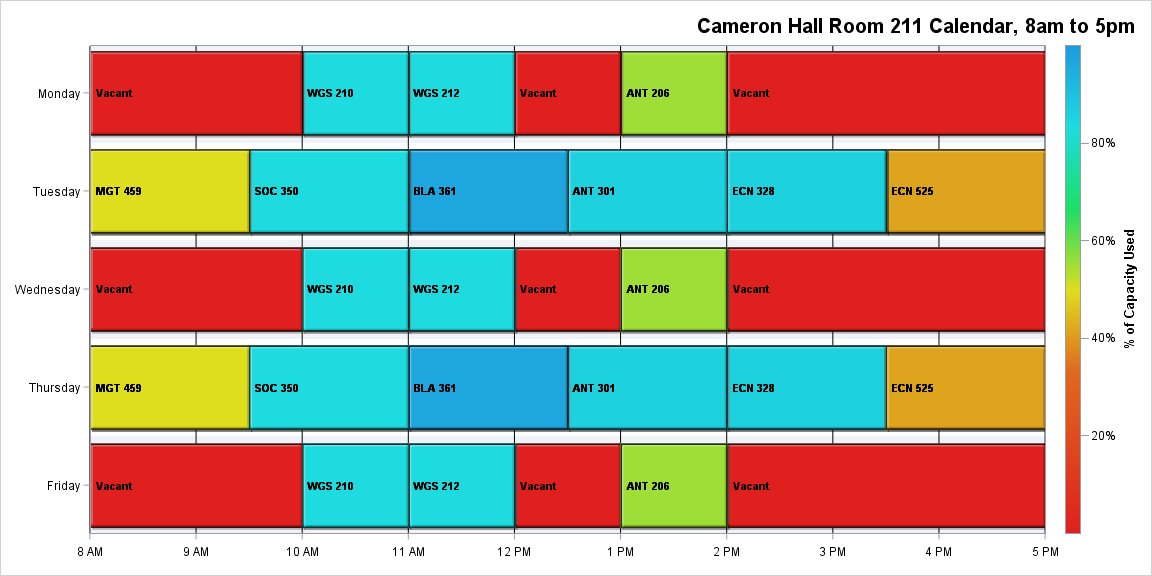 Cameron Hall Room 211 Calendar, 8am to 5pm
Monday Vacant WGS 210 WGS 212 Vacant ANT 206 Vacant
Tuesday MGT 459 SOC 350 BLA 361 ANT 301 ECN 328 ECN 525
Wednesday Vacant WGS 210 WGS 212 Vacant ANT 206 Vacant
Thursday MGT 459 SOC 350 BLA 361 ANT 301 ECN 328 ECN 525
Friday Vacant WGS 210 WGS 212 Vacant ANT 206 Vacant
8 AM 9 AM 10 AM 11 AM 12 PM 1 PM 2 PM 3 PM 4 PM 5 PM
80%
60%
40%
20%
% of Capacity Used